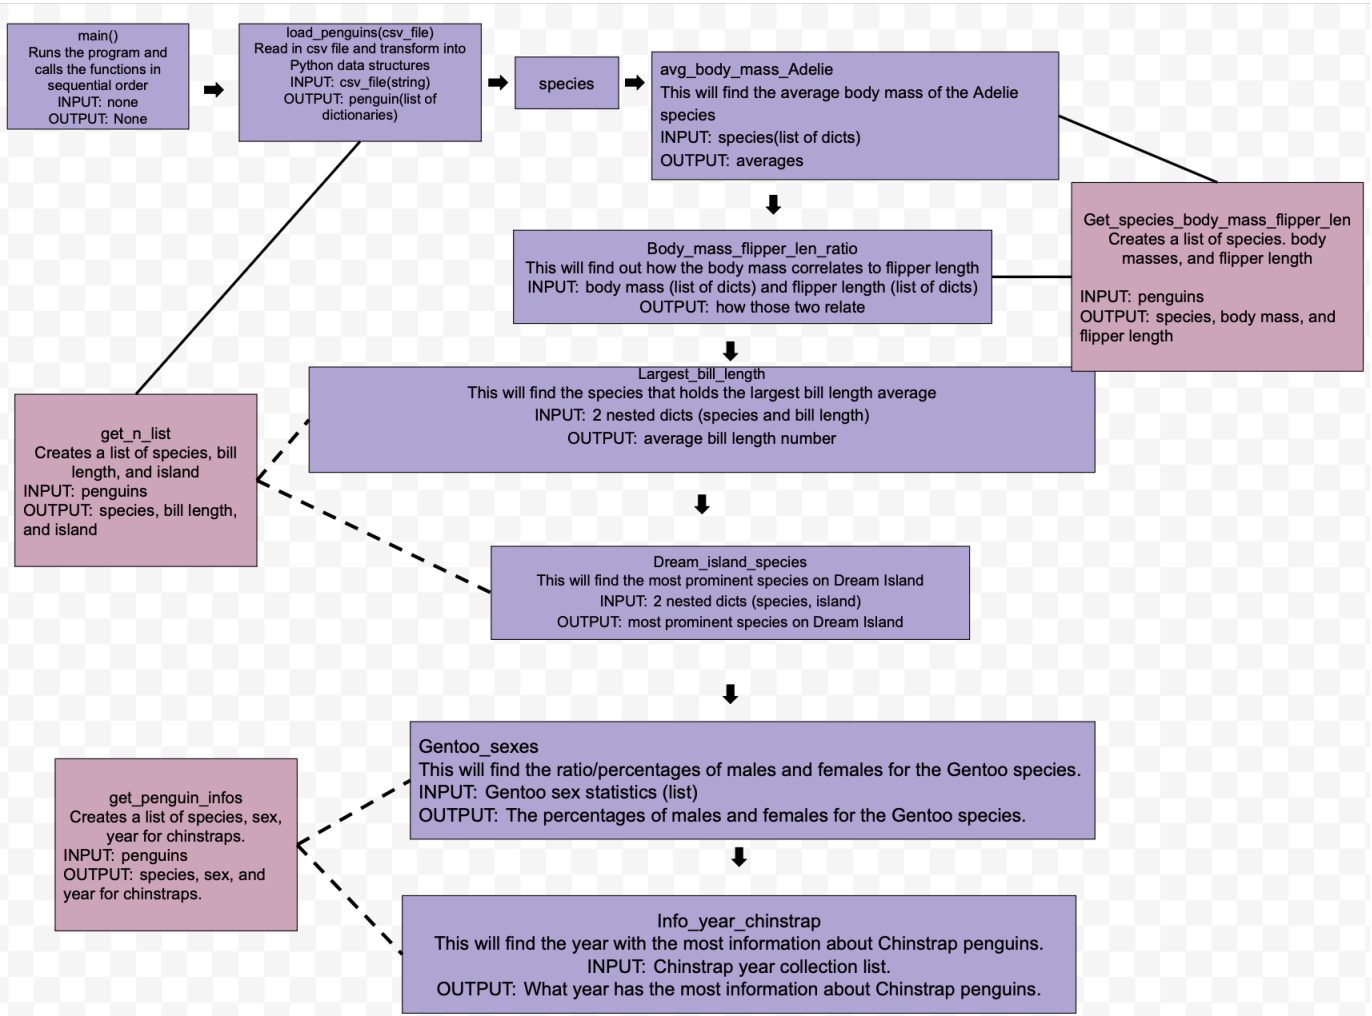 main()
Runs the program and
calls the functions in
sequential order
INPUT: none
OUTPUT: None
load_penguins(csv_file)
Read in csv file and transform into
Python data structures
INPUT: csv_file(string)
OUTPUT: penguin(list of
dictionaries)
species
avg_body_mass_Adelie
This will find the average body mass of the Adelie
species
INPUT: species(list of dicts)
OUTPUT: averages
Get_species_body_mass_flipper_len
Creates a list of species. body
masses, and flipper length
INPUT: penguins
OUTPUT: species, body mass, and
flipper length
Body_mass_flipper_len_ratio
This will find out how the body mass correlates to flipper length
INPUT: body mass (list of dicts) and flipper length (list of dicts)
OUTPUT: how those two relate
Largest_bill_length
This will find the species that holds the largest bill length average
INPUT: 2 nested dicts (species and bill length)
OUTPUT: average bill length number
get_n_list
Creates a list of species, bill
length, and island
INPUT: penguins
OUTPUT: species, bill length,
and island
Dream_island_species
This will find the most prominent species on Dream Island
INPUT: 2 nested dicts (species, island)
OUTPUT: most prominent species on Dream Island
Gentoo_sexes
This will find the ratio/percentages of males and females for the Gentoo species.
INPUT: Gentoo sex statistics (list)
OUTPUT: The percentages of males and females for the Gentoo species.
get_penguin_infos
Creates a list of species, sex,
year for chinstraps.
INPUT: penguins
OUTPUT: species, sex, and
year for chinstraps.
Info_year_chinstrap
This will find the year with the most information about Chinstrap penguins.
INPUT: Chinstrap year collection list.
OUTPUT: What year has the most information about Chinstrap penguins.